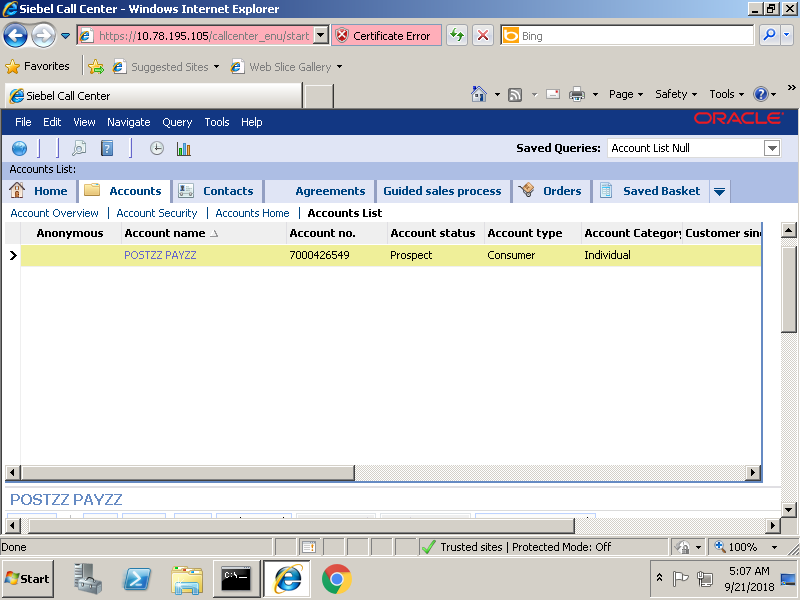 Siebel Call Center - Windows Internet Explorer
https://10.78.195.105/callcenter_enu/start
Certificate Error
Bing
Favorites
Suggested Sites
Web Slice Gallery
Siebel Call Center
Page
Safety
Tools
File Edit View Navigate Query Tools Help
ORACLE
Saved Queries:
Account List Null
Accounts List:
Home
Accounts
Contacts
Agreements
Guided sales process
Orders
Saved Basket
Account Overview | Account Security | Accounts Home | Accounts List
Anonymous Account name Account no. Account status Account type Account Category Customer sinc
POSTZZ PAYZZ 7000426549 Prospect Consumer Individual
POSTZZ PAYZZ
Done
Trusted sites | Protected Mode: Off
100%
Start
C:\.
5:07 AM
9/21/2018